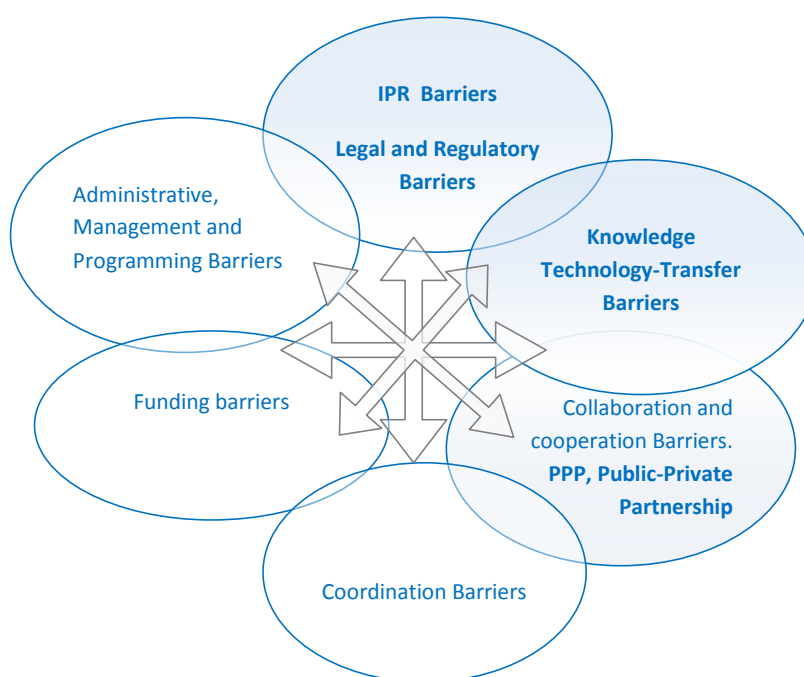 IPR Barriers
Legal and Regulatory
Barriers
Administrative,
Management and
Programming Barriers
Knowledge
Technology-Transfer
Barriers
Funding barriers
Collaboration and
cooperation Barriers.
PPP, Public-Private
Partnership
Coordination Barriers